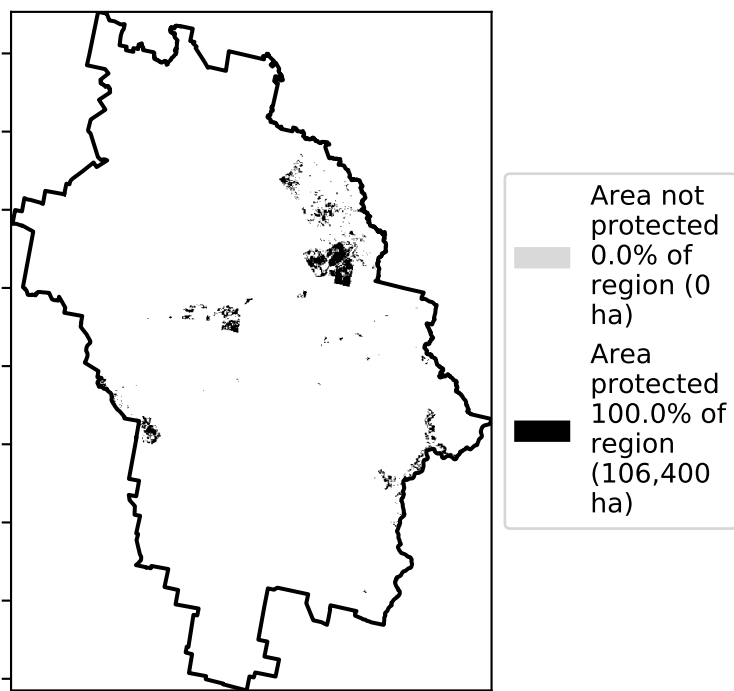 Area not
protected
0.0% of
region (0
ha)
Area
protected
100.0% of
region
(106,400
ha)